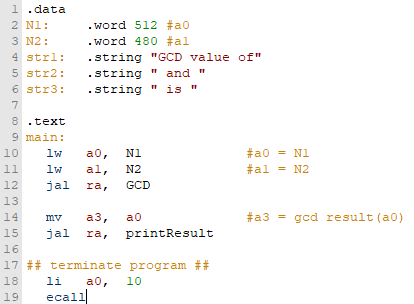 1 .data
2 N1: .word 512 #a0
3 N2: .word 480 #a1
4 str1: .string "GCD value of"
5 str2: .string " and "
6 str3: .string " is "
7
8 .text
9 main:
10 lw a0, N1 #a0 = N1
11 lw a1, N2 #a1 = N2
12 jal ra, GCD
13
14 mv a3, a0 #a3 = gcd result(a0)
15 jal ra, printResult
16
17 ## terminate program ##
18 li a0, 10
19 ecall